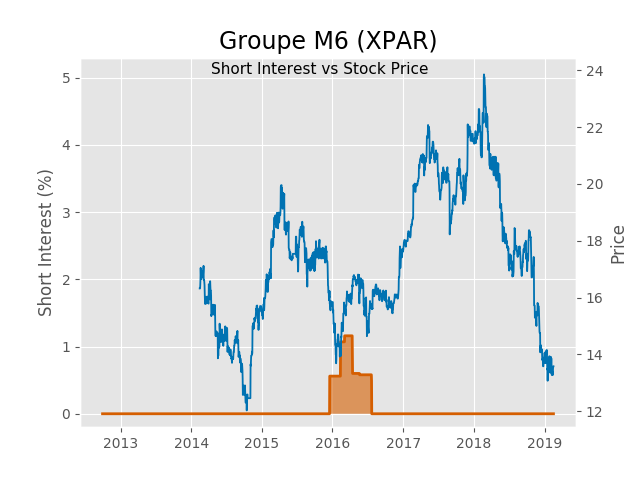 Groupe M6 (XPAR)
Short Interest vs Stock Price
Short Interest (%)
5
4
3
2
1
0
24
22
20
18
16
14
12
Price
2013 2014 2015 2016 2017 2018 2019